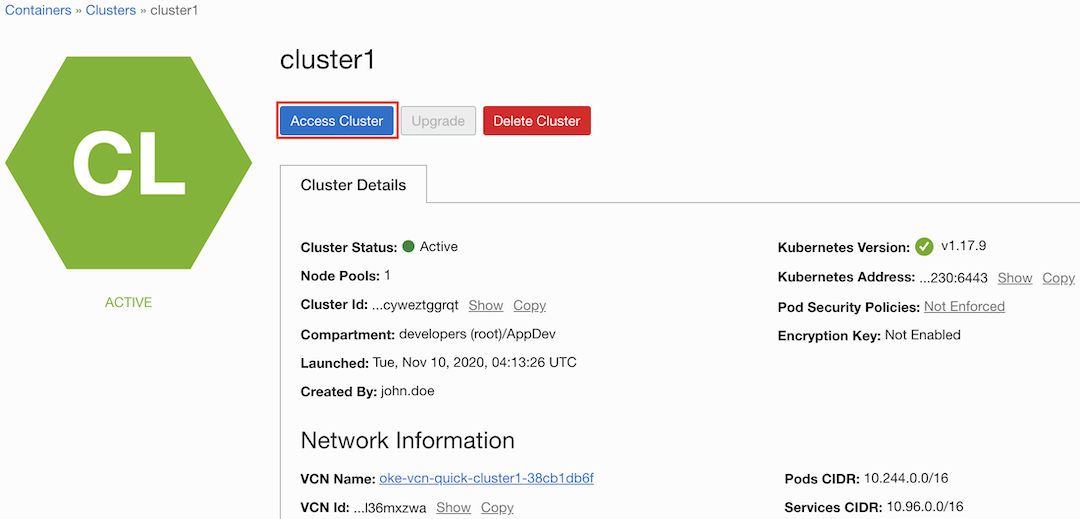 Containers » Clusters » cluster1
CL
ACTIVE
cluster1
Access Cluster
Upgrade
Delete Cluster
Cluster Details
Cluster Status: Active
Node Pools: 1
Cluster Id: ...cyweztggrqt Show Copy
Compartment: developers (root)/AppDev
Launched: Tue, Nov 10, 2020, 04:13:26 UTC
Created By: john.doe
Kubernetes Version: v1.17.9
Kubernetes Address: ...230:6443 Show Copy
Pod Security Policies: Not Enforced
Encryption Key: Not Enabled
Network Information
VCN Name: oke-vcn-quick-cluster1-38cb1db6f
VCN Id: ...l36mxzwa Show Copy
Pods CIDR: 10.244.0.0/16
Services CIDR: 10.96.0.0/16